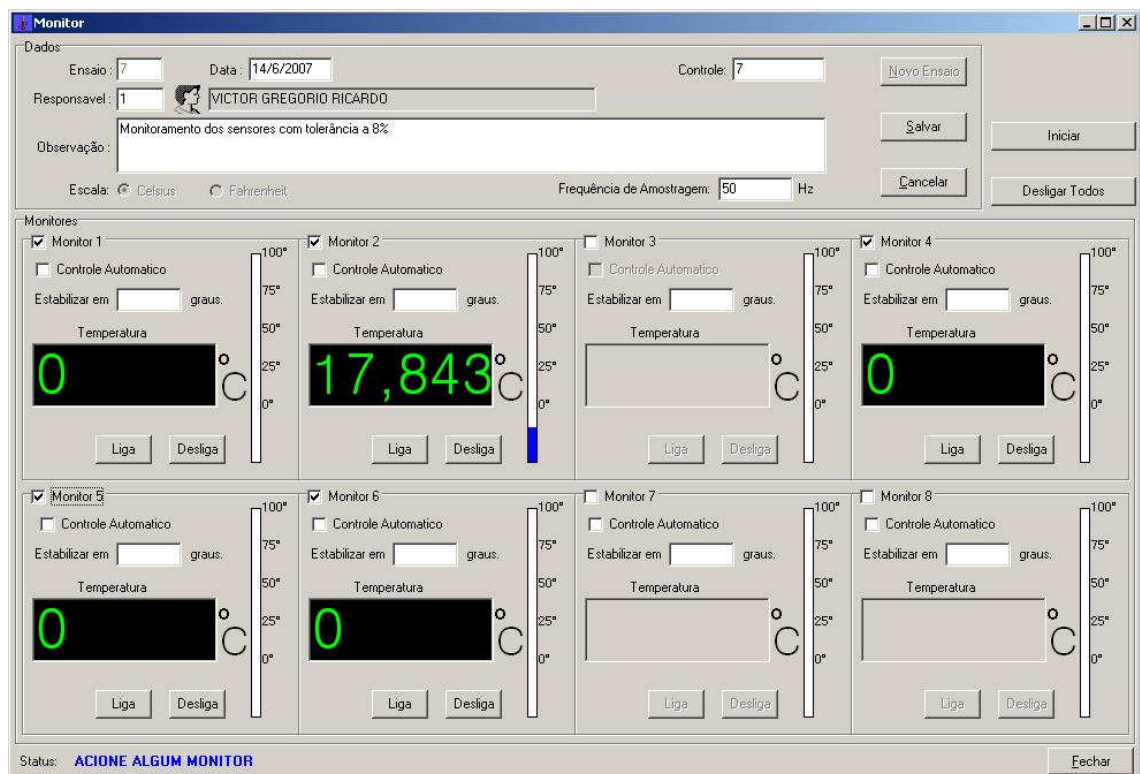 Monitor
Dados
Ensaio : 7 Data : 14/6/2007 Controle: 7 Novo Ensaio
Responsavel : 1 VICTOR GREGORIO RICARDO
Observação : Monitoramento dos sensores com tolerância a 8% Salvar Iniciar
Escala: Celsius Fahrenheit Frequência de Amostragem: 50 Hz Cancelar Desligar Todos
Monitores
Monitor 1 100° Monitor 2 100° Monitor 3 100° Monitor 4 100°
Controle Automatico Controle Automatico Controle Automatico Controle Automatico
Estabilizar em graus. 75° Estabilizar em graus. 75° Estabilizar em graus. 75° Estabilizar em graus. 75°
Temperatura 50° Temperatura 50° Temperatura 50° Temperatura 50°
0 °C 25° 17,843 °C 25° °C 25° 0 °C 25°
0° 0° 0° 0°
Liga Desliga Liga Desliga Liga Desliga Liga Desliga
Monitor 5 100° Monitor 6 100° Monitor 7 100° Monitor 8 100°
Controle Automatico Controle Automatico Controle Automatico Controle Automatico
Estabilizar em graus. 75° Estabilizar em graus. 75° Estabilizar em graus. 75° Estabilizar em graus. 75°
Temperatura 50° Temperatura 50° Temperatura 50° Temperatura 50°
0 °C 25° 0 °C 25° °C 25° °C 25°
0° 0° 0° 0°
Liga Desliga Liga Desliga Liga Desliga Liga Desliga
Status: ACIONE ALGUM MONITOR Fechar